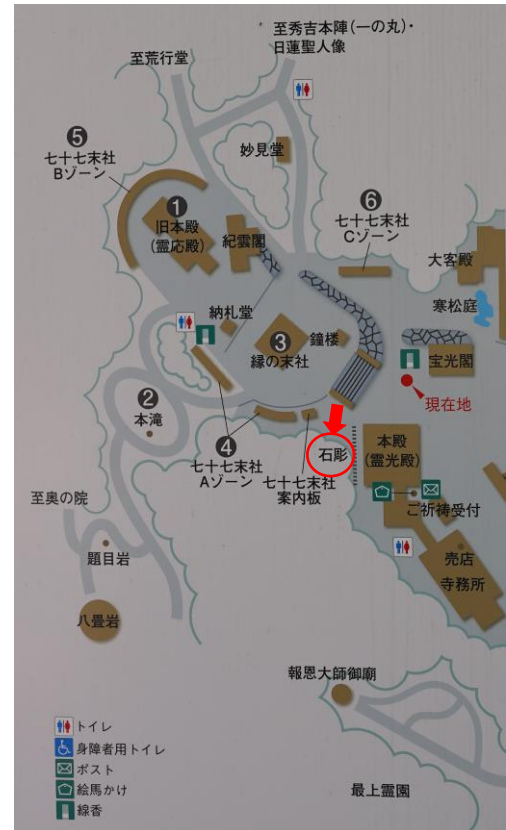 至秀吉本陣(一の丸)・
日蓮聖人像
至荒行堂
妙見堂
❺
七十七末社
Bゾーン
❶
旧本殿
(霊応殿)
紀雲閣
❻
七十七末社
Cゾーン
大客殿
寒松庭
納札堂
❸
縁の末社
鐘楼
宝光閣
現在地
❷
本滝
❹
七十七末社
Aゾーン
七十七末社
案内板
石彫
本殿
(霊光殿)
ご祈祷受付
至奥の院
題目岩
八畳岩
売店
寺務所
報恩大師御廟
最上霊園
トイレ
身障者用トイレ
ポスト
絵馬かけ
線香